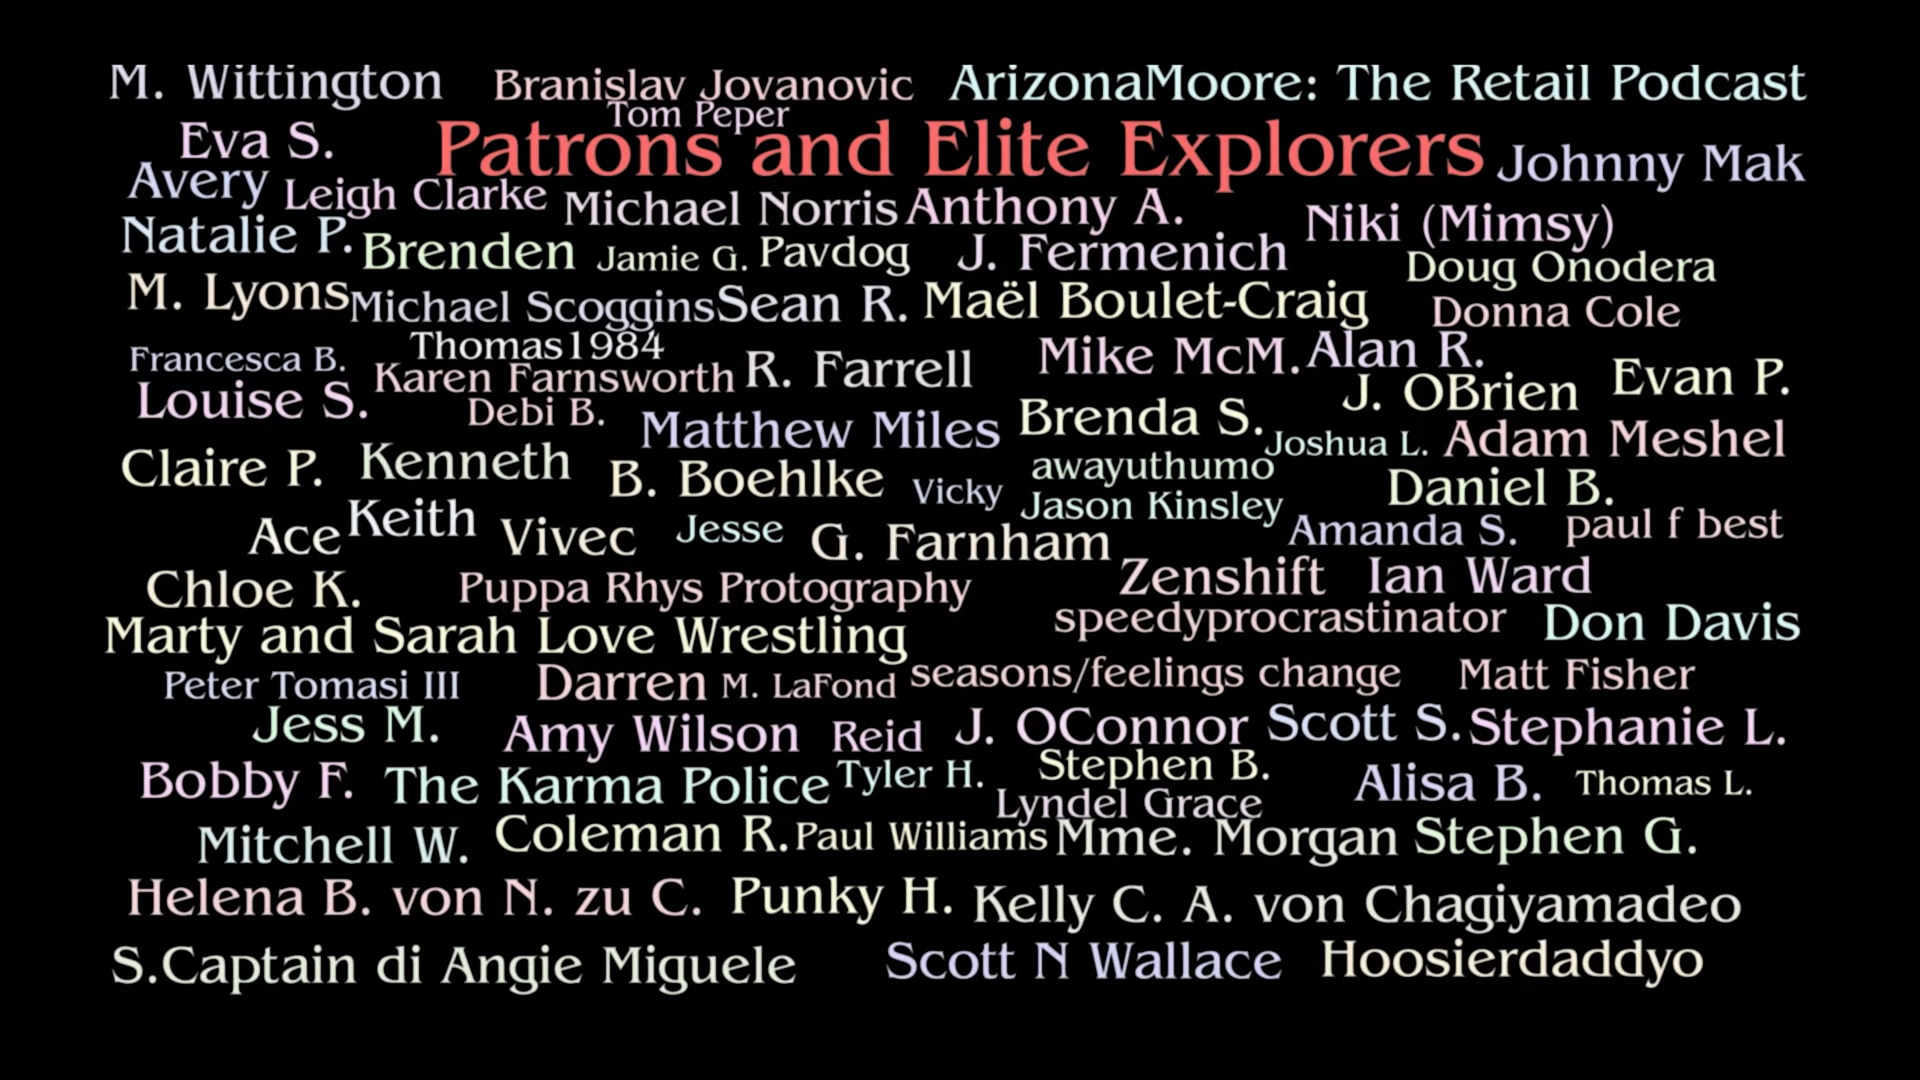 M. Wittington Branislav Jovanovic ArizonaMoore: The Retail Podcast
Tom Peper
Eva S. Patrons and Elite Explorers Johnny Mak
Avery Leigh Clarke Michael Norris Anthony A. Niki (Mimsy)
Natalie P. Brenden Jamie G. Pavdog J. Fermenich Doug Onodera
M. Lyons Michael Scoggins Sean R. Maël Boulet-Craig Donna Cole
Francesca B. Thomas1984 R. Farrell Mike McM. Alan R. Evan P.
Louise S. Karen Farnsworth J. OBrien
Debi B. Matthew Miles Brenda S. Joshua L. Adam Meshel
Claire P. Kenneth B. Boehlke Vicky awayuthumo Daniel B.
Ace Keith Vivec Jesse G. Farnham Jason Kinsley Amanda S. paul f best
Chloe K. Puppa Rhys Protography Zenshift Ian Ward
Marty and Sarah Love Wrestling speedyprocrastinator Don Davis
Peter Tomasi III Darren M. LaFond seasons/feelings change Matt Fisher
Jess M. Amy Wilson Reid J. OConnor Scott S. Stephanie L.
Bobby F. The Karma Police Tyler H. Stephen B. Alisa B. Thomas L.
Lyndel Grace
Mitchell W. Coleman R. Paul Williams Mme. Morgan Stephen G.
Helena B. von N. zu C. Punky H. Kelly C. A. von Chagiyamadeo
S.Captain di Angie Miguele Scott N Wallace Hoosierdaddyo